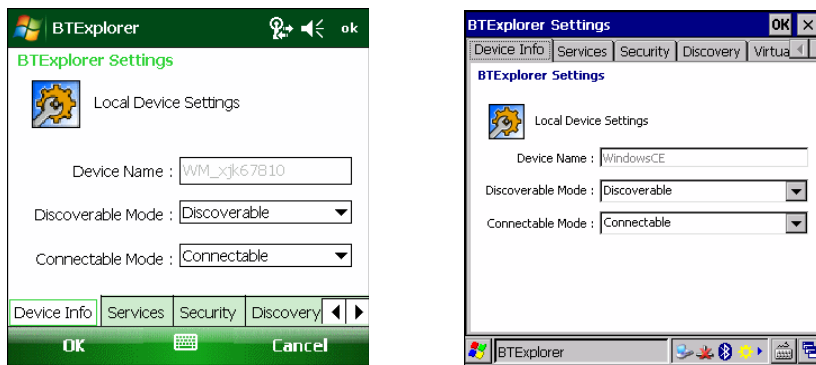 BTExplorer ok
BTExplorer Settings
Local Device Settings
Device Name : WM_xjk67810
Discoverable Mode : Discoverable
Connectable Mode : Connectable
Device Info Services Security Discovery
OK Cancel
BTExplorer Settings OK ×
Device Info Services Security Discovery Virtua
BTExplorer Settings
Local Device Settings
Device Name : WindowsCE
Discoverable Mode : Discoverable
Connectable Mode : Connectable
BTExplorer